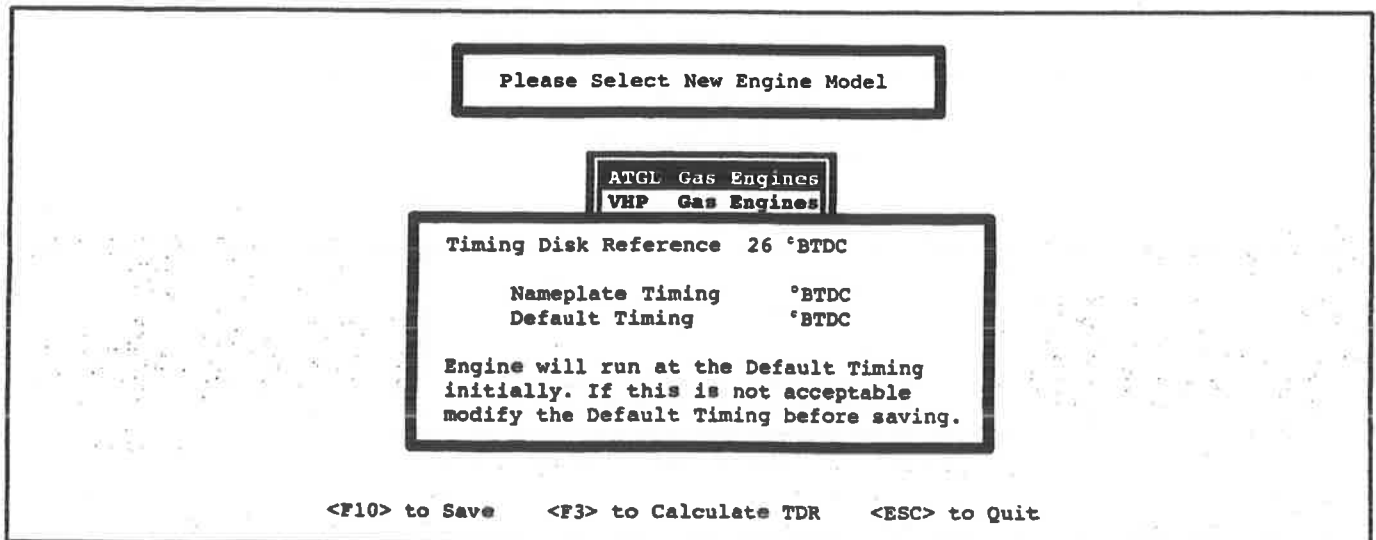 Please Select New Engine Model
ATGL Gas Engines
VHP Gas Engines
Timing Disk Reference 26 °BTDC
Nameplate Timing °BTDC
Default Timing °BTDC
Engine will run at the Default Timing
initially. If this is not acceptable
modify the Default Timing before saving.
<F10> to Save <F3> to Calculate TDR <ESC> to Quit